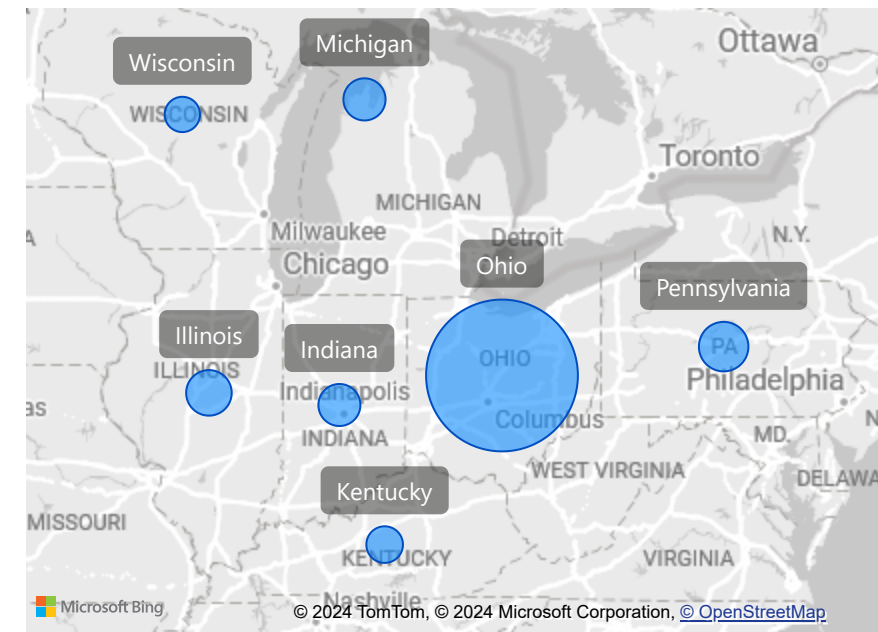 Michigan
Ottawa
Wisconsin
WISCONSIN
Toronto
MICHIGAN
Milwaukee
Detroit
N.Y.
Chicago
Ohio
Pennsylvania
Illinois
Indiana
PA
OHIO
ILLINOIS
Philadelphia
Indianapolis
as
Columbus
N
INDIANA
MD.
WEST VIRGINIA
DELAWA
Kentucky
MISSOURI
KENTUCKY
VIRGINIA
Nashville
Microsoft Bing
© 2024 TomTom, © 2024 Microsoft Corporation, © OpenStreetMap